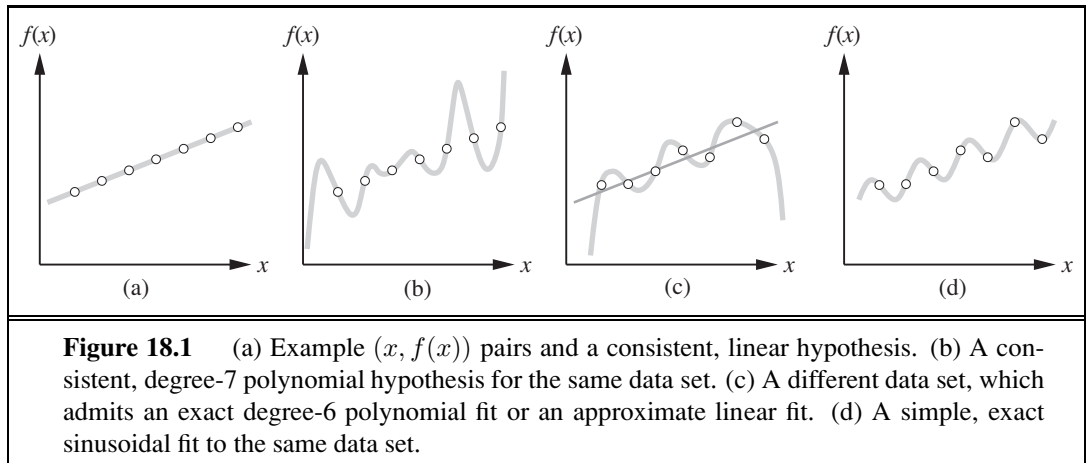 f(x) f(x) f(x) f(x)
x x x x
(a) (b) (c) (d)
Figure 18.1 (a) Example (x, f(x)) pairs and a consistent, linear hypothesis. (b) A con-
sistent, degree-7 polynomial hypothesis for the same data set. (c) A different data set, which
admits an exact degree-6 polynomial fit or an approximate linear fit. (d) A simple, exact
sinusoidal fit to the same data set.